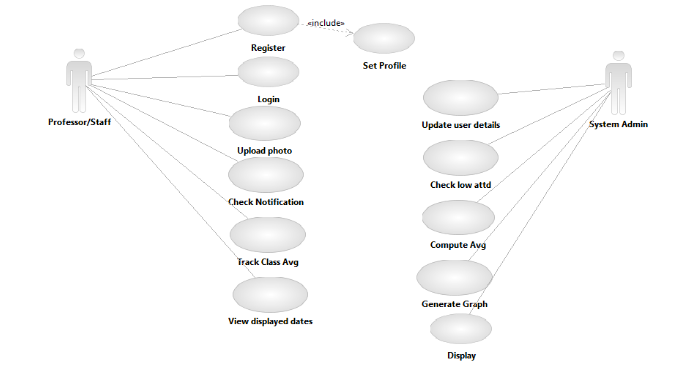 «include»
Register
Set Profile
Login
Professor/Staff
System Admin
Update user details
Upload photo
Check low attd
Check Notification
Compute Avg
Track Class Avg
Generate Graph
View displayed dates
Display